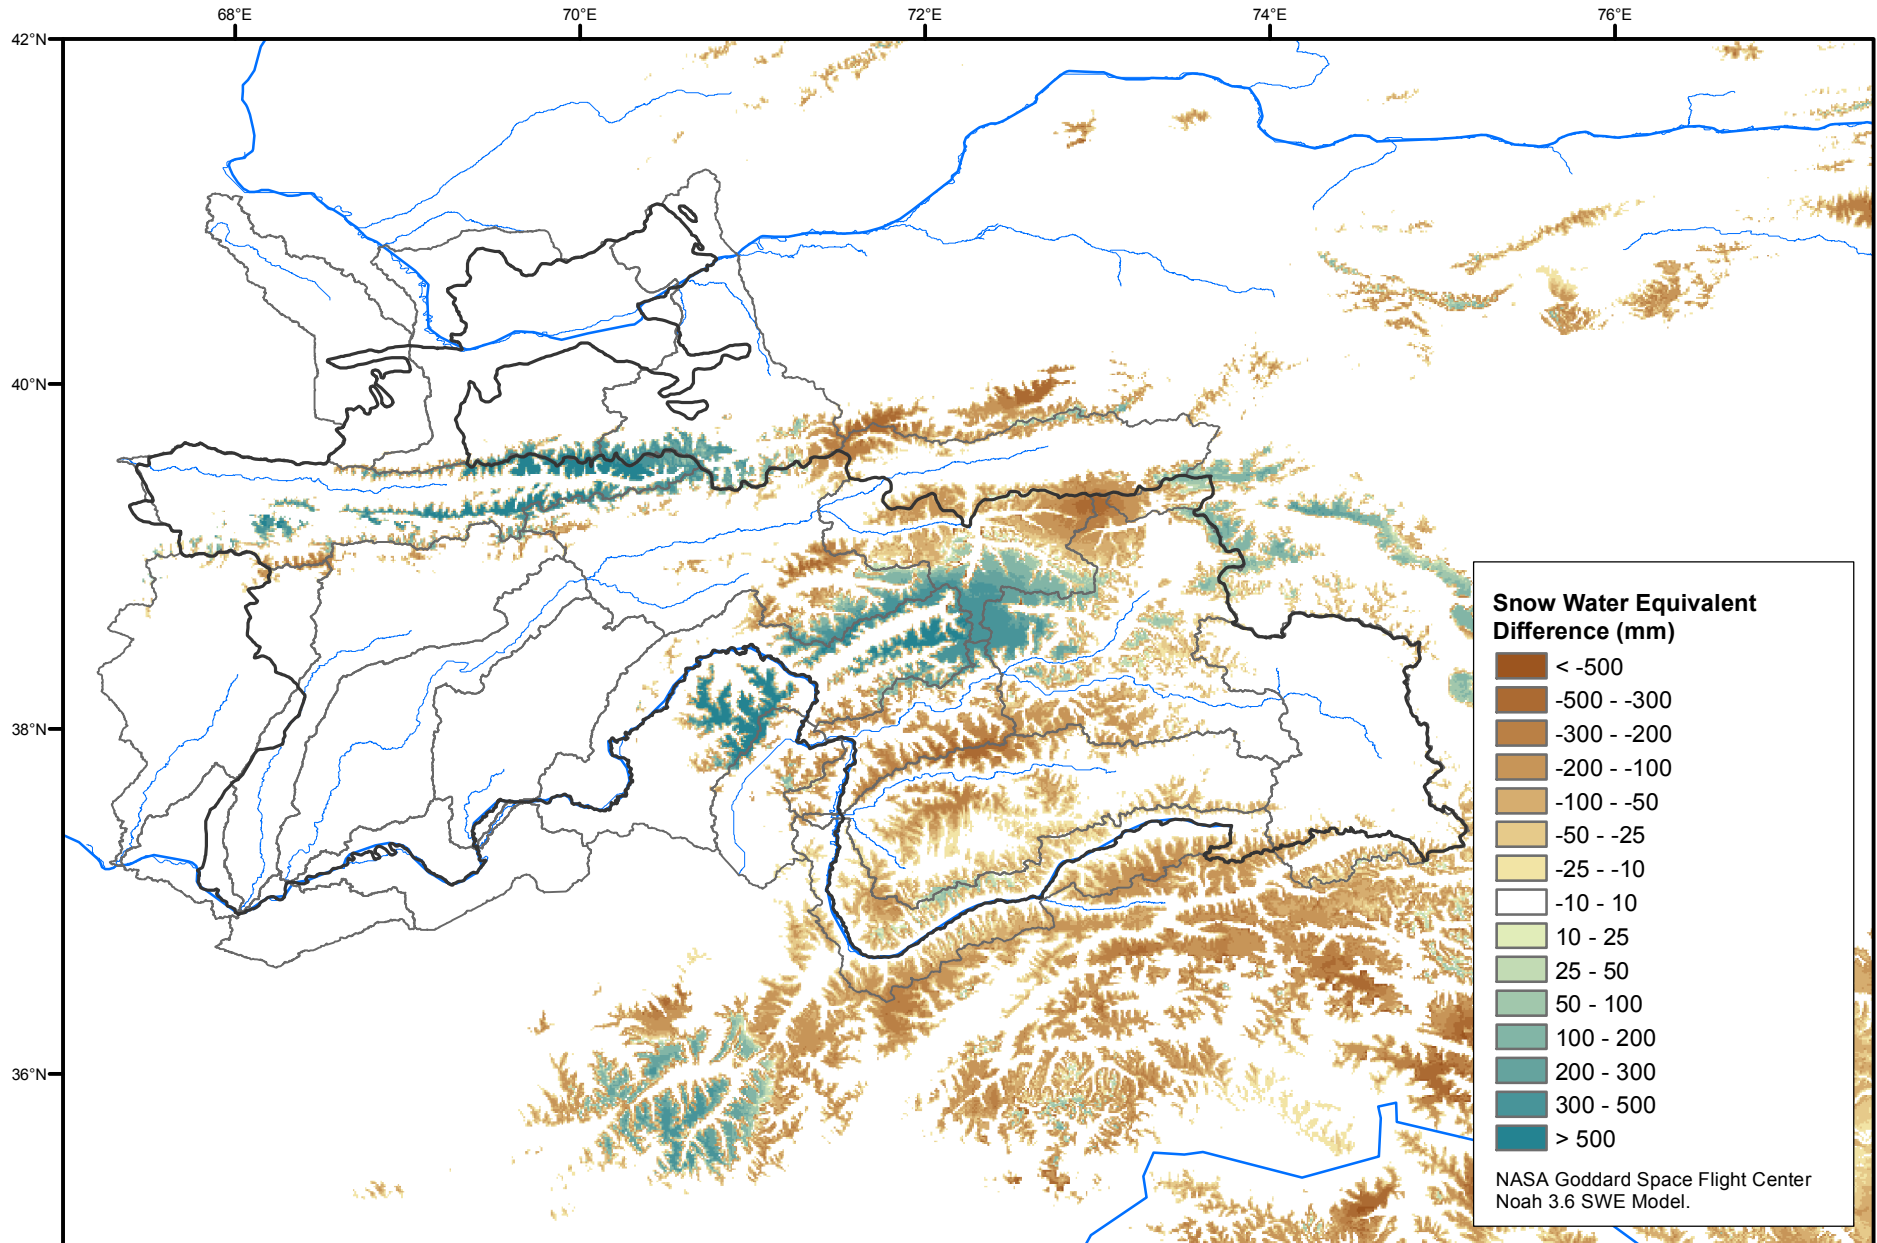 68°E
70°E
72°E
74°E
76°E
42°N
40°N
38°N
36°N
Snow Water Equivalent
Difference (mm)
< -500
-500 - -300
-300 - -200
-200 - -100
-100 - -50
-50 - -25
-25 - -10
-10 - 10
10 - 25
25 - 50
50 - 100
100 - 200
200 - 300
300 - 500
> 500
NASA Goddard Space Flight Center
Noah 3.6 SWE Model.